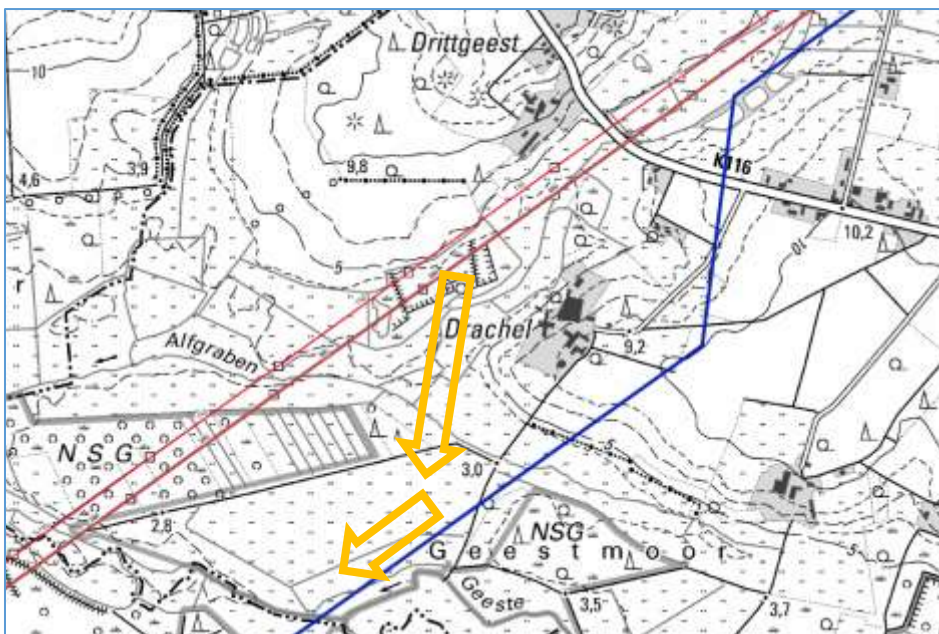 Drittgeest
10
K116
9,8
4,6
3,9
10,2
10
r
5
Drachel
9,2
Alfgraben
5
NSG
3,0
2,8
NSG
Geestmoor
5
Geeste
3,5
3,7